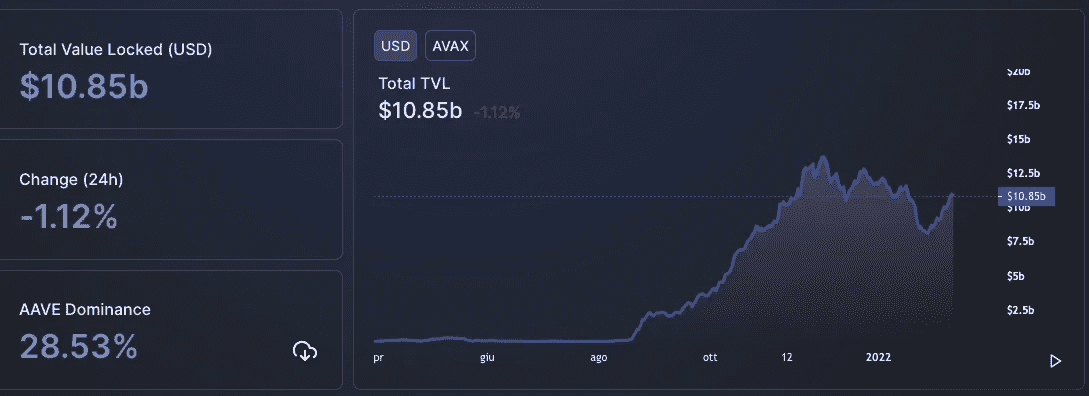 Total Value Locked (USD)
$10.85b
Change (24h)
-1.12%
AAVE Dominance
28.53%
USD
AVAX
Total TVL
$10.85b -1.12%
$20b
$17.5b
$15b
$12.5b
$10.85b
$10b
$7.5b
$5b
$2.5b
pr giu ago ott 12 2022